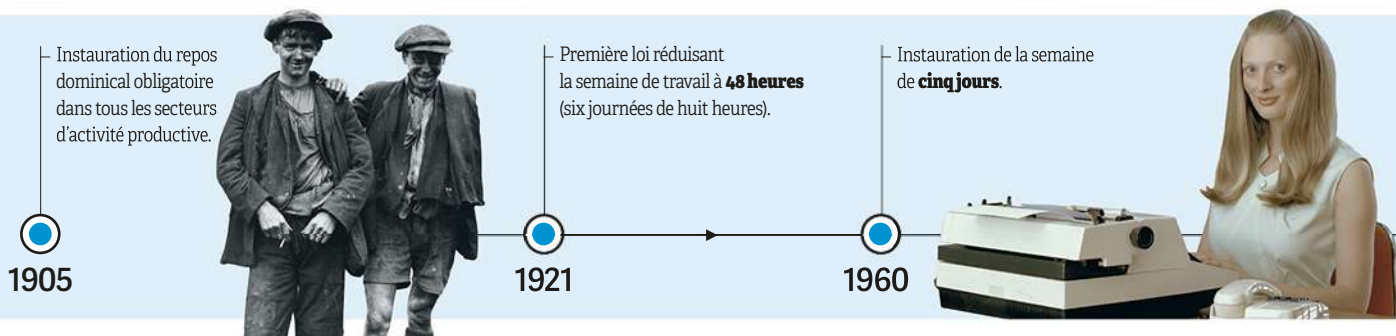 Instauration du repos
dominical obligatoire
dans tous les secteurs
d'activité productive.
1905
Première loi réduisant
la semaine de travail à 48 heures
(six journées de huit heures).
1921
Instauration de la semaine
de cinq jours.
1960